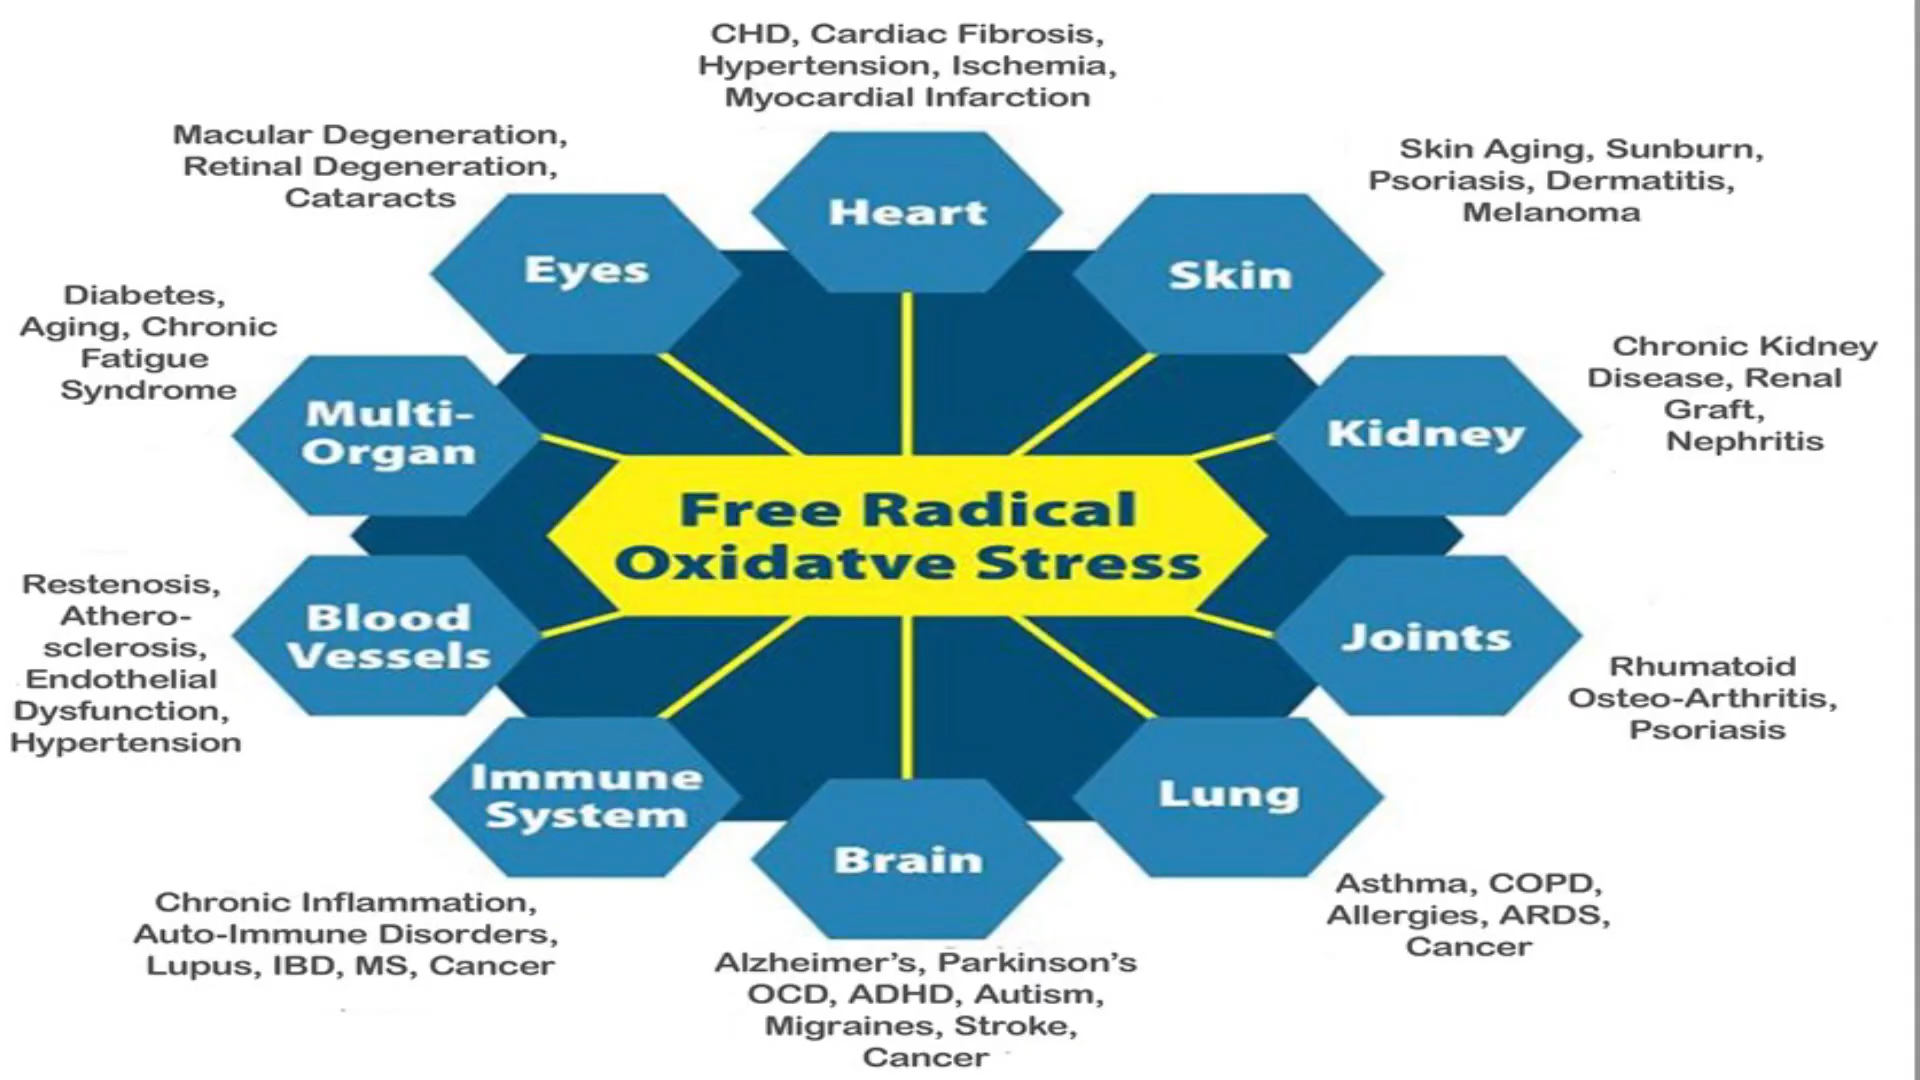 CHD, Cardiac Fibrosis,
Hypertension, Ischemia,
Myocardial Infarction
Heart
Macular Degeneration,
Retinal Degeneration,
Cataracts
Eyes
Skin Aging, Sunburn,
Psoriasis, Dermatitis,
Melanoma
Skin
Diabetes,
Aging, Chronic
Fatigue
Syndrome
Multi-
Organ
Chronic Kidney
Disease, Renal
Graft,
Nephritis
Kidney
Free Radical
Oxidatve Stress
Restenosis,
Athero-
sclerosis,
Endothelial
Dysfunction,
Hypertension
Blood
Vessels
Joints
Rhumatoid
Osteo-Arthritis,
Psoriasis
Immune
System
Chronic Inflammation,
Auto-Immune Disorders,
Lupus, IBD, MS, Cancer
Brain
Alzheimer's, Parkinson's
OCD, ADHD, Autism,
Migraines, Stroke,
Cancer
Lung
Asthma, COPD,
Allergies, ARDS,
Cancer